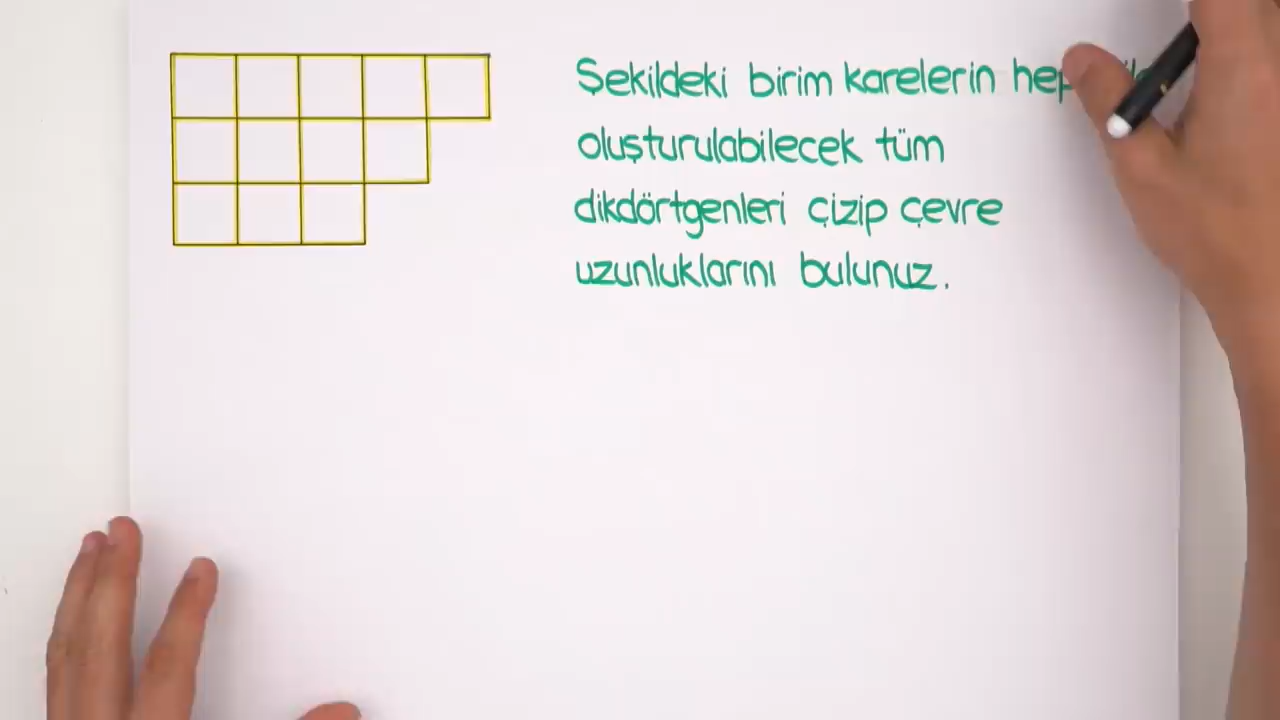 Şekildeki birim karelerin
oluşturulabilecek tüm
dikdörtgenleri çizip çevre
uzunluklarını bulunuz.